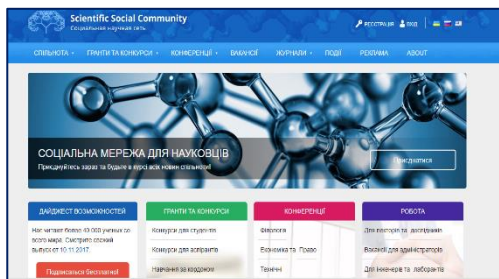 Scientific Social Community
Социальная научная сеть
РЕЄСТРАЦІЯ ВХІД
СПІЛЬНОТА ГРАНТИ ТА КОНКУРСИ КОНФЕРЕНЦІЇ ВАКАНСІЇ ЖУРНАЛИ ПОДІЇ РЕКЛАМА ABOUT
СОЦІАЛЬНА МЕРЕЖА ДЛЯ НАУКОВЦІВ
Приєднуйтесь зараз та будьте в курсі всіх новин спільноти!
Приєднатися
ДАЙДЖЕСТ ВОЗМОЖНОСТЕЙ
ГРАНТИ ТА КОНКУРСИ
КОНФЕРЕНЦІЇ
РОБОТА
Нас читают более 43 000 ученых со
всего мира. Смотрите свежий
выпуск от 10.11.2017.
Подписаться бесплатно!
Конкурси для студентів
Конкурси для аспірантів
Навчання за кордоном
Філологія
Економіка та Право
Технічні
Для лекторів та дослідників
Вакансії для адміністраторів
Для інженерів та лаборантів